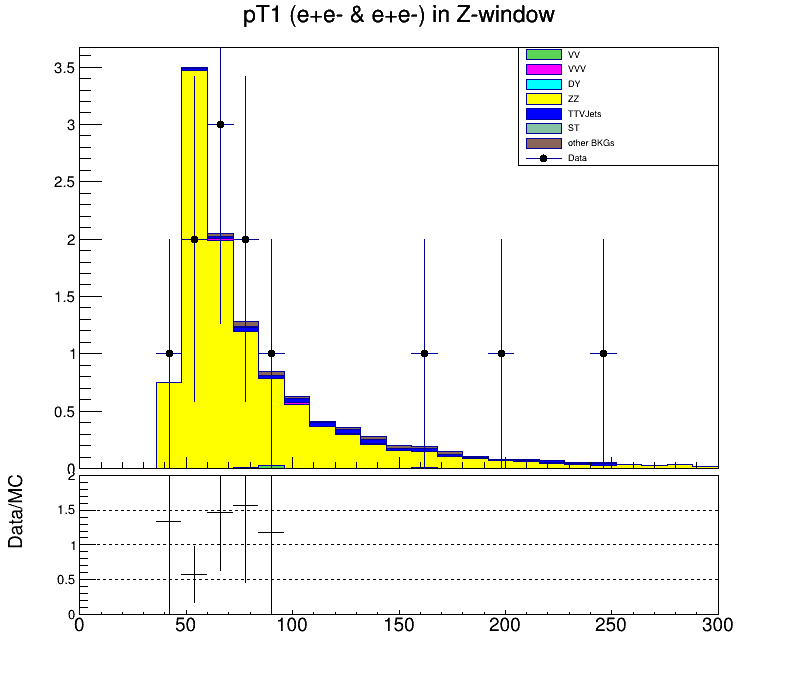 pT1 (e+e- & e+e-) in Z-window
3.5
3
2.5
2
1.5
1
0.5
0
VV
VVV
DY
ZZ
TTVJets
ST
other BKGs
Data
Data/MC
2
1.5
1
0.5
0
0 50 100 150 200 250 300